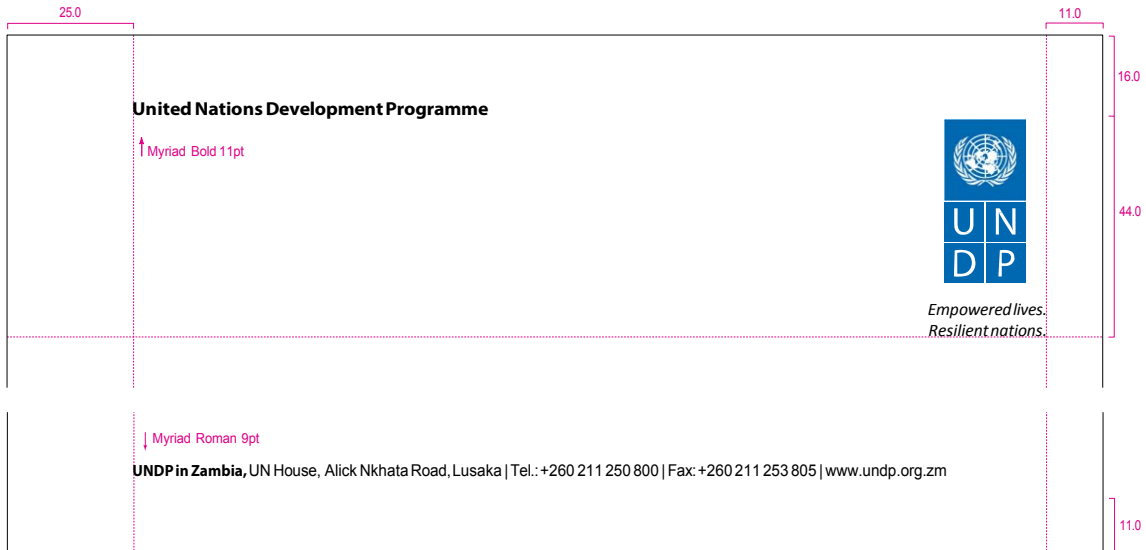 25.0
11.0
16.0
United Nations Development Programme
Myriad Bold 11pt
44.0
U N
D P
Empowered lives.
Resilient nations.
Myriad Roman 9pt
UNDP in Zambia, UN House, Alick Nkhata Road, Lusaka | Tel.: +260 211 250 800 | Fax: +260 211 253 805 | www.undp.org.zm
11.0